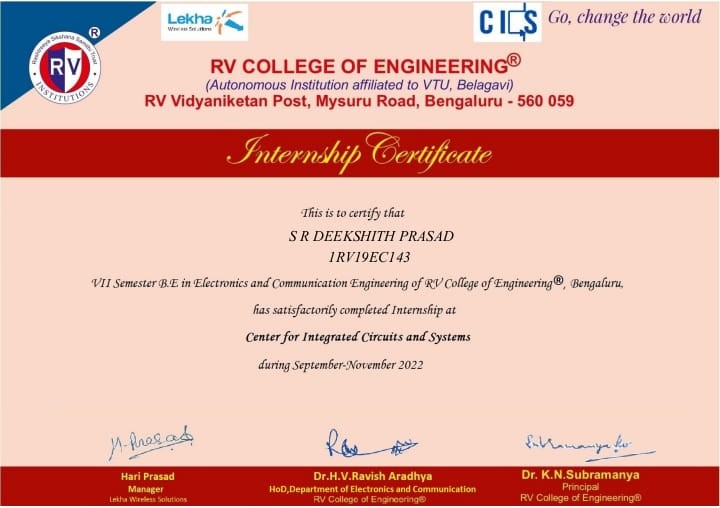 Lekha
Wireless Solutions
CICS
Go, change the world
Rashtreeya Sikshana Samithi Trust
RV
INSTITUTIONS
®
RV COLLEGE OF ENGINEERING®
(Autonomous Institution affiliated to VTU, Belagavi)
RV Vidyaniketan Post, Mysuru Road, Bengaluru - 560 059
Internship Certificate
This is to certify that
S R DEEKSHITH PRASAD
1RV19EC143
VII Semester B.E in Electronics and Communication Engineering of RV College of Engineering®, Bengaluru,
has satisfactorily completed Internship at
Center for Integrated Circuits and Systems
during September-November 2022
H. Prasad
Subramanya
Hari Prasad
Manager
Lekha Wireless Solutions
Dr.H.V.Ravish Aradhya
HoD,Department of Electronics and Communication
RV College of Engineering®
Dr. K.N.Subramanya
Principal
RV College of Engineering®